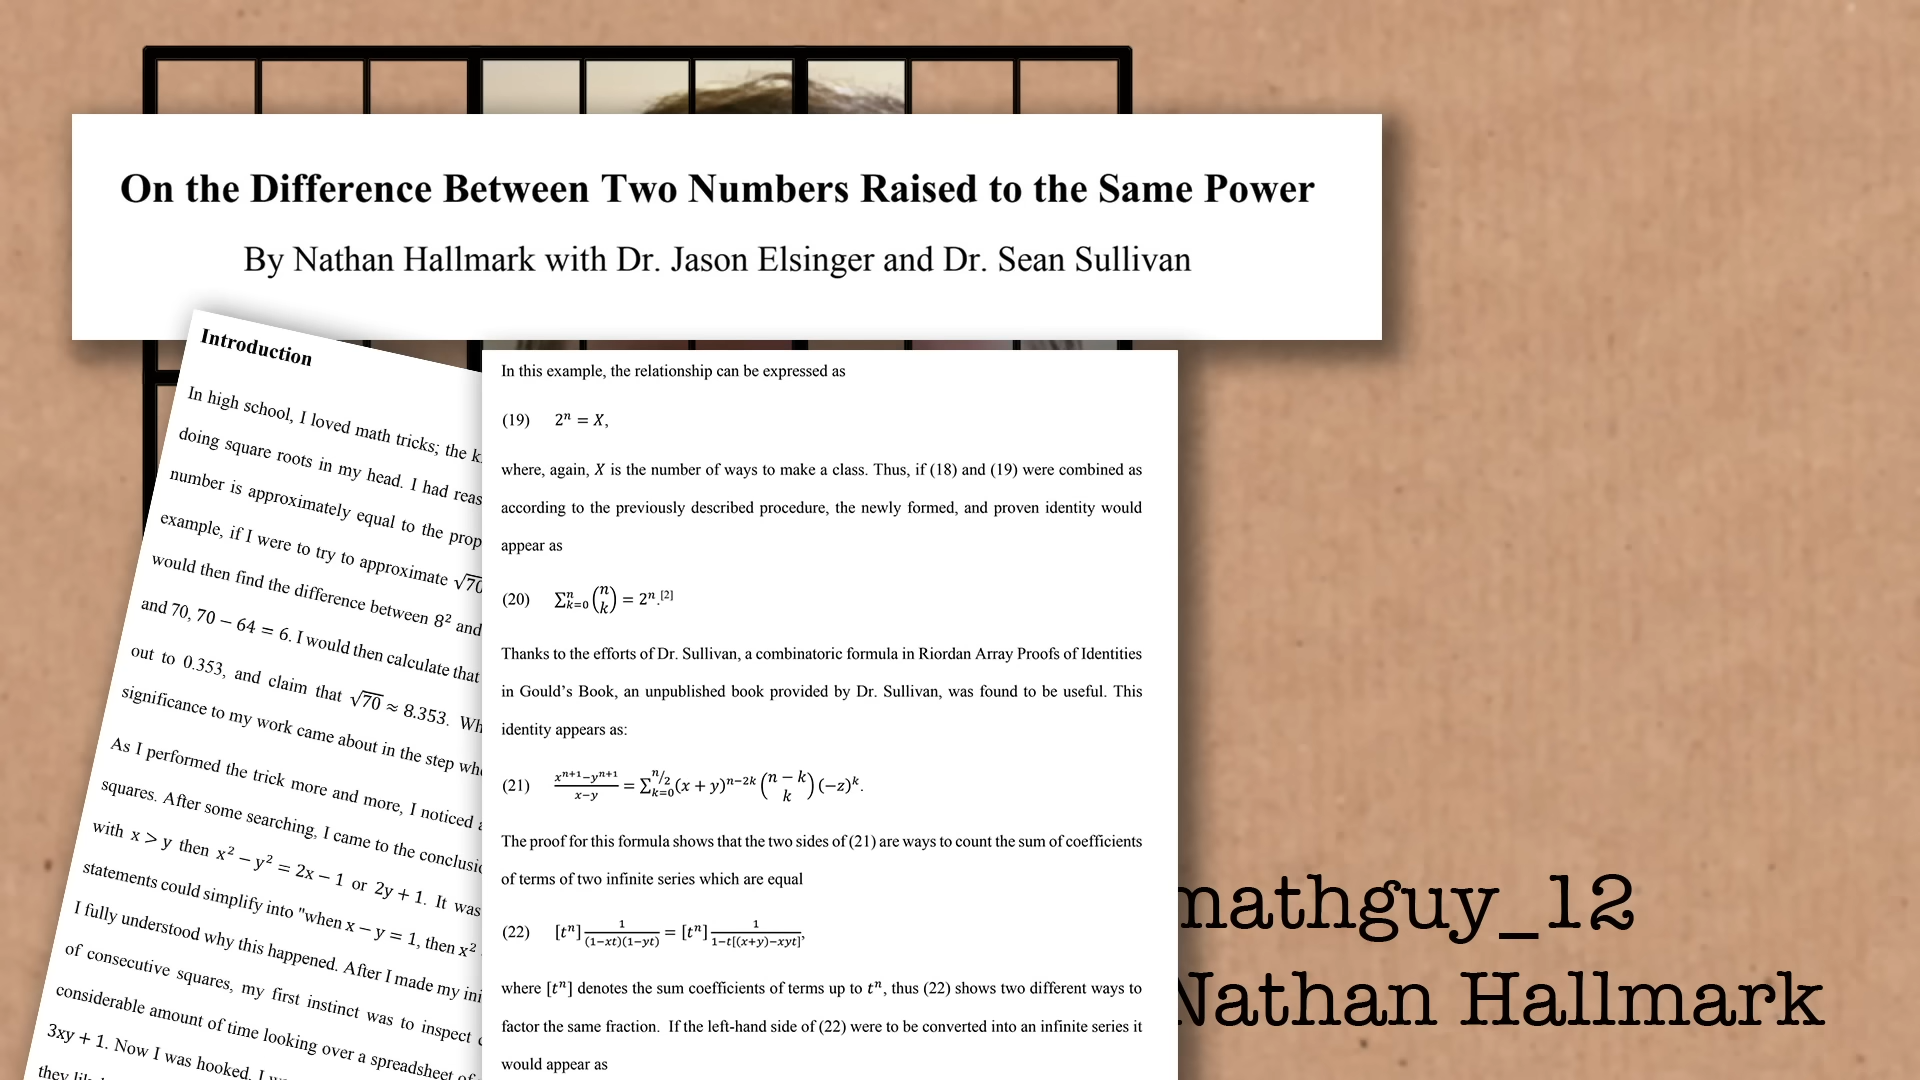 On the Difference Between Two Numbers Raised to the Same Power
By Nathan Hallmark with Dr. Jason Elsinger and Dr. Sean Sullivan
Introduction
In high school, I loved math tricks; the
doing square roots in my head. I had
number is approximately equal to the
example, if I were to try to approximate √70
would then find the difference between 8² and
and 70, 70 − 64 = 6. I would then calculate that
out to 0.353, and claim that √70 ≈ 8.353.
significance to my work came about in the step
As I performed the trick more and more, I noticed
squares. After some searching, I came to the
with x > y then x² − y² = 2x − 1 or 2y + 1. It was
statements could simplify into "when x − y = 1, then x²
I fully understood why this happened. After I made my
of consecutive squares, my first instinct was to inspect
considerable amount of time looking over a spreadsheet of
3xy + 1. Now I was hooked. I
they
In this example, the relationship can be expressed as
(19) 2ⁿ = X,
where, again, X is the number of ways to make a class. Thus, if (18) and (19) were combined as
according to the previously described procedure, the newly formed, and proven identity would
appear as
(20) ∑ⁿₖ₌₀ (n k) = 2ⁿ.[2]
Thanks to the efforts of Dr. Sullivan, a combinatoric formula in Riordan Array Proofs of Identities
in Gould's Book, an unpublished book provided by Dr. Sullivan, was found to be useful. This
identity appears as:
(21) (xⁿ⁺¹−yⁿ⁺¹)/(x−y) = ∑_{k=0}^{n/2} (x + y)ⁿ⁻²ᵏ (n − k k) (−z)ᵏ.
The proof for this formula shows that the two sides of (21) are ways to count the sum of coefficients
of terms of two infinite series which are equal
(22) [tⁿ] 1/((1−xt)(1−yt)) = [tⁿ] 1/(1−t[(x+y)−xyt]),
where [tⁿ] denotes the sum coefficients of terms up to tⁿ, thus (22) shows two different ways to
factor the same fraction. If the left-hand side of (22) were to be converted into an infinite series it
would appear as
mathguy_12
Nathan Hallmark